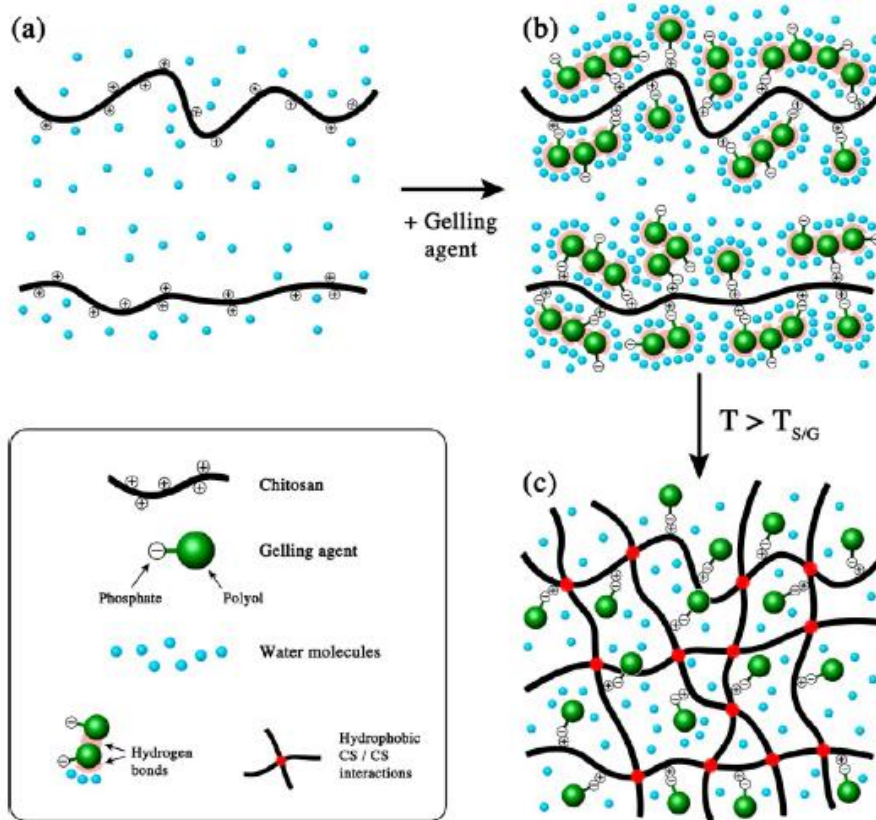 (a)
(b)
+ Gelling
agent
T > T_S/G
(c)
Chitosan
Gelling agent
Phosphate
Polyol
Water molecules
Hydrogen
bonds
Hydrophobic
CS / CS
interactions